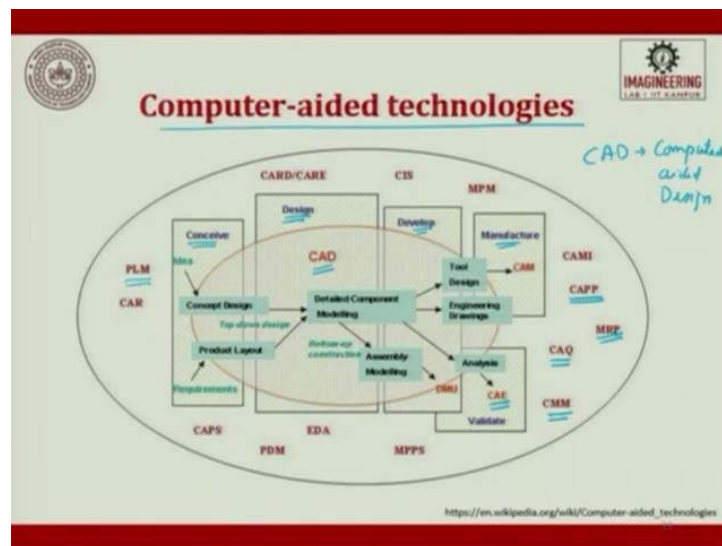 IMAGINEERING
LAB | IIT KANPUR
Computer-aided technologies
CAD → Computer
aided
Design
CARD/CARE
CIS
MPM
Conceive
Design
Develop
Manufacture
Idea
CAD
PLM
CAR
Tool
Design
CAM
CAMI
CAPP
Concept Design
Detailed Component
Modelling
Engineering
Drawings
Top-down design
MRP
Product Layout
Bottom-up
construction
Assembly
Modelling
Analysis
CAQ
Requirements
DMU
CAE
CMM
Validate
CAPS
EDA
PDM
MPPS
https://en.wikipedia.org/wiki/Computer-aided_technologies